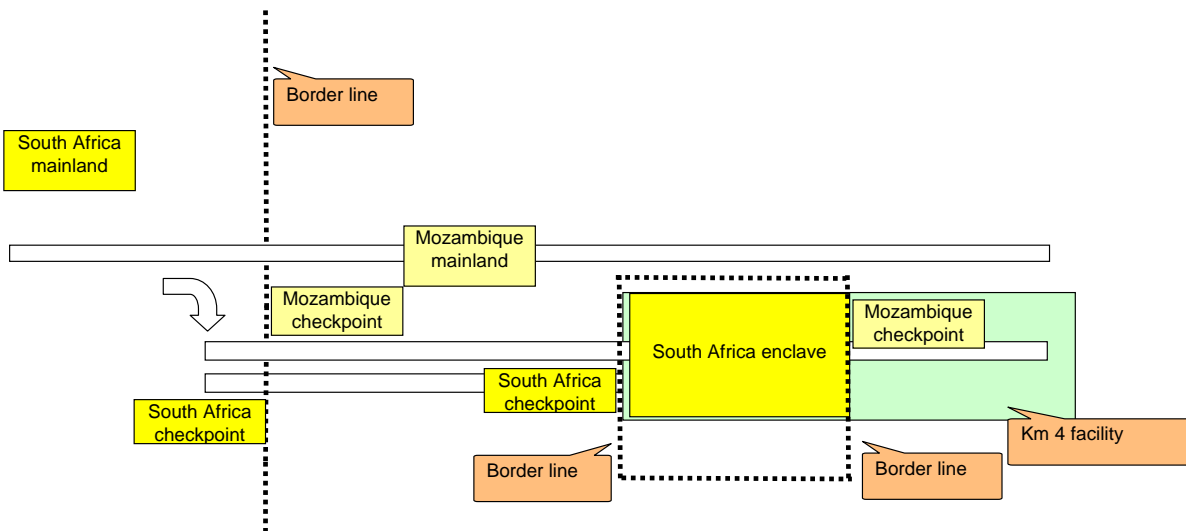 Border line
South Africa
mainland
Mozambique
mainland
Mozambique
checkpoint
Mozambique
checkpoint
South Africa enclave
South Africa
checkpoint
South Africa
checkpoint
Km 4 facility
Border line
Border line